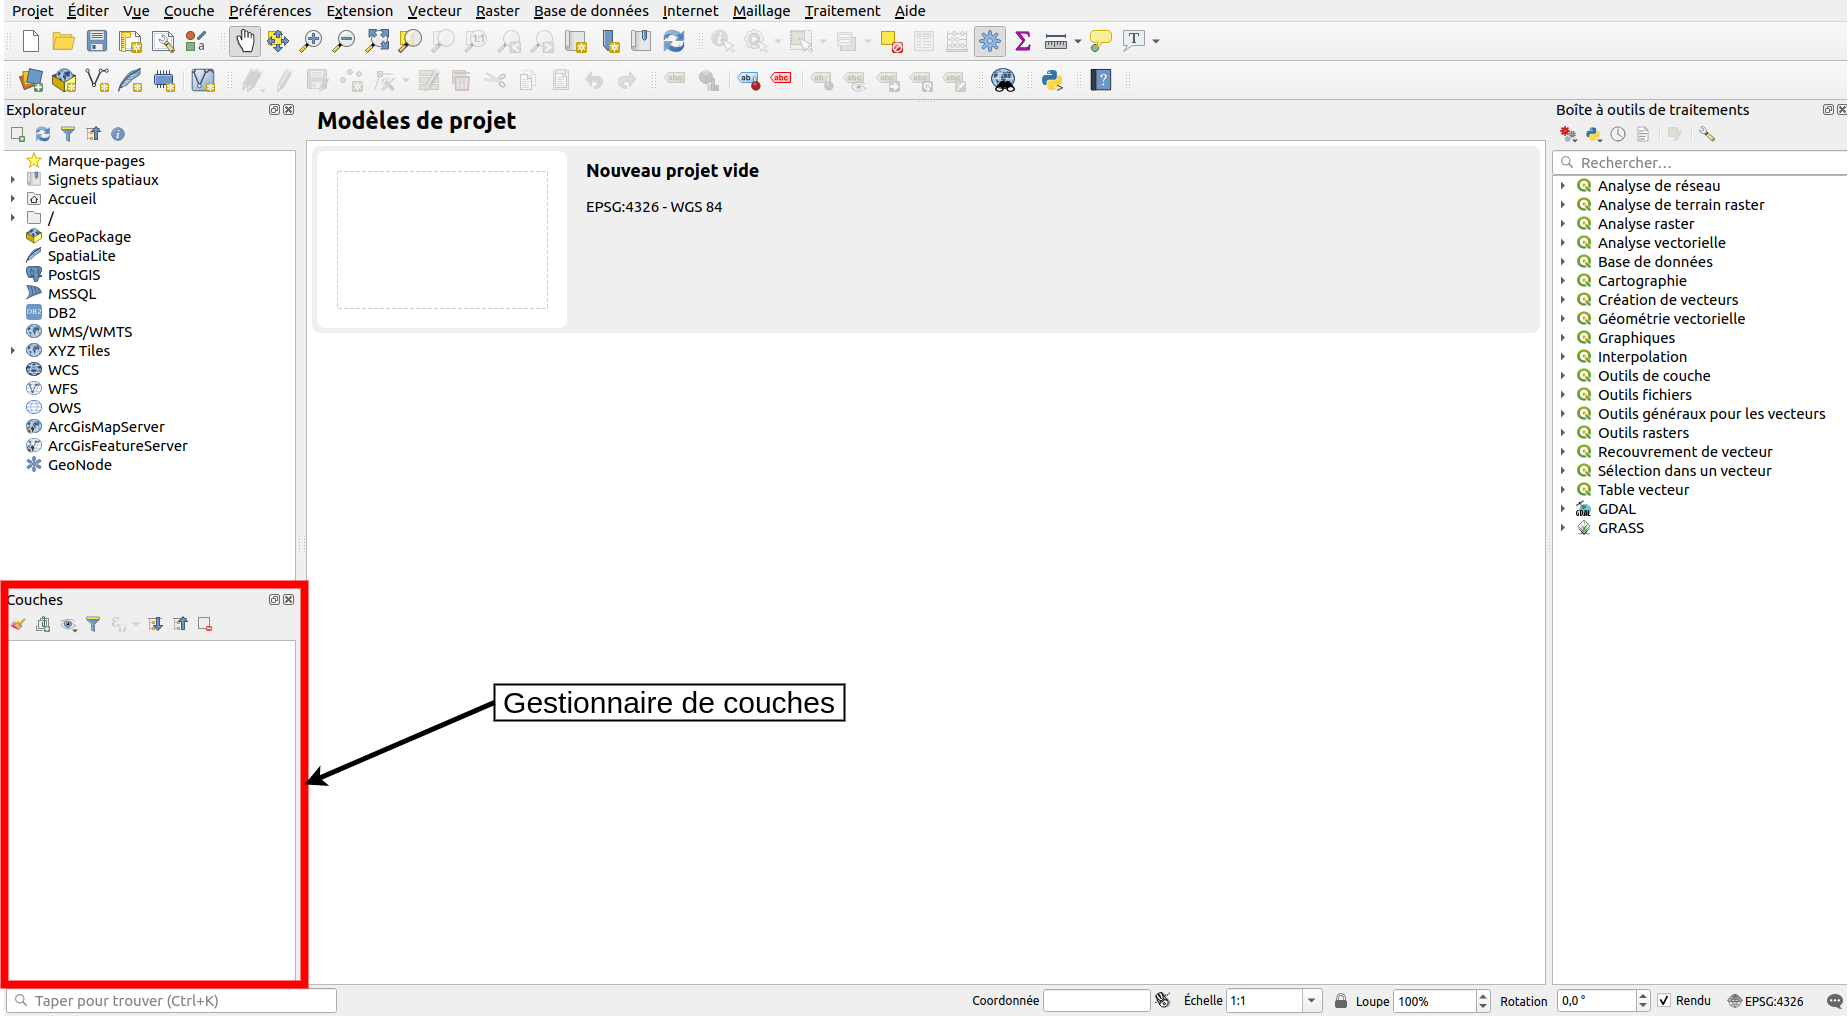 Projet Éditer Vue Couche Préférences Extension Vecteur Raster Base de données Internet Maillage Traitement Aide
Explorateur
Marque-pages
Signets spatiaux
Accueil
/
GeoPackage
SpatiaLite
PostGIS
MSSQL
DB2
WMS/WMTS
XYZ Tiles
WCS
WFS
OWS
ArcGisMapServer
ArcGisFeatureServer
GeoNode
Couches
Taper pour trouver (Ctrl+K)
Modèles de projet
Nouveau projet vide
EPSG:4326 - WGS 84
Gestionnaire de couches
Boîte à outils de traitements
Rechercher...
Analyse de réseau
Analyse de terrain raster
Analyse raster
Analyse vectorielle
Base de données
Cartographie
Création de vecteurs
Géométrie vectorielle
Graphiques
Interpolation
Outils de couche
Outils fichiers
Outils généraux pour les vecteurs
Outils rasters
Recouvrement de vecteur
Sélection dans un vecteur
Table vecteur
GDAL
GRASS
Coordonnée Échelle 1:1 Loupe 100% Rotation 0,0 ° Rendu EPSG:4326